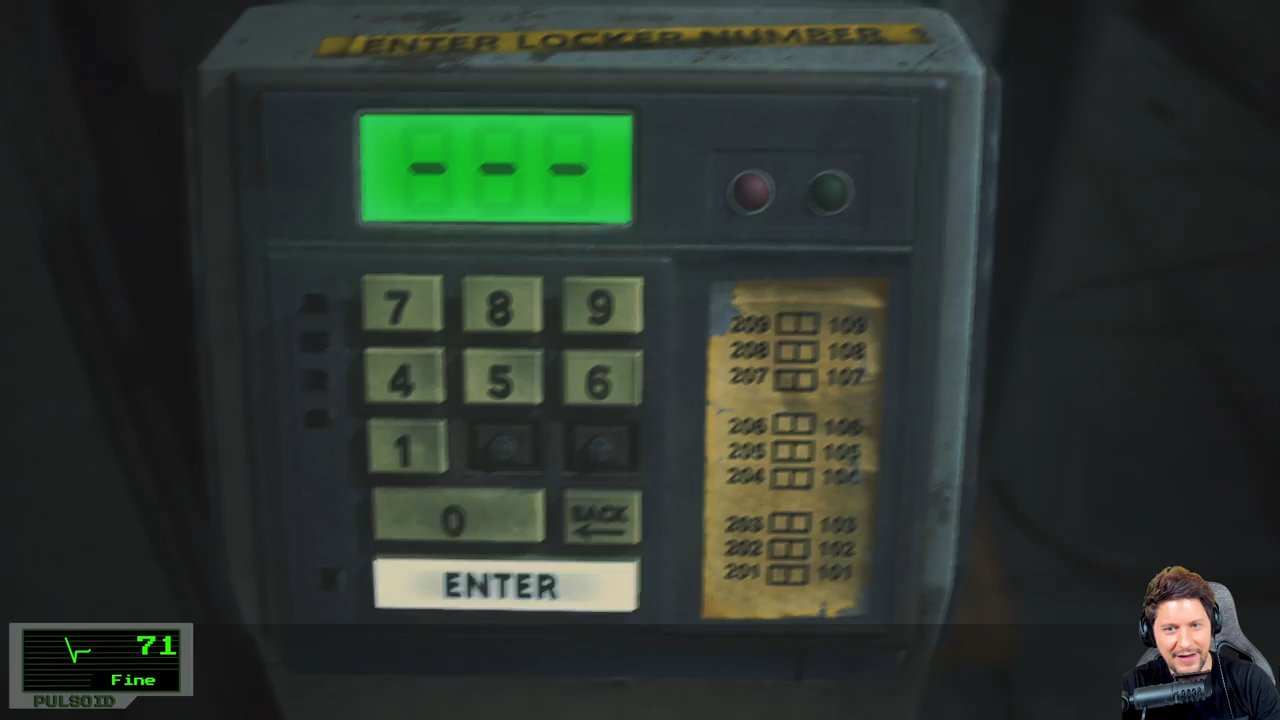 ENTER LOCKER NUMBER
- - -
7 8 9
4 5 6
1
0 BACK
ENTER
209 109
208 108
207 107
206 106
205 105
204 104
203 103
202 102
201 101
71
Fine
PULSOID